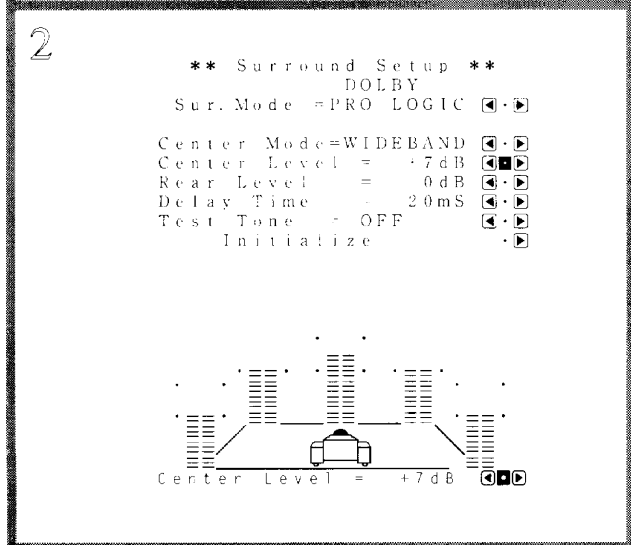 2
** Surround Setup **
DOLBY
Sur.Mode =PRO LOGIC ◀·▶
Center Mode=WIDEBAND ◀·▶
Center Level = +7dB ◀■▶
Rear Level = 0dB ◀·▶
Delay Time = 20mS ◀·▶
Test Tone = OFF ◀·▶
Initialize ·▶
Center Level = +7dB ◀■▶